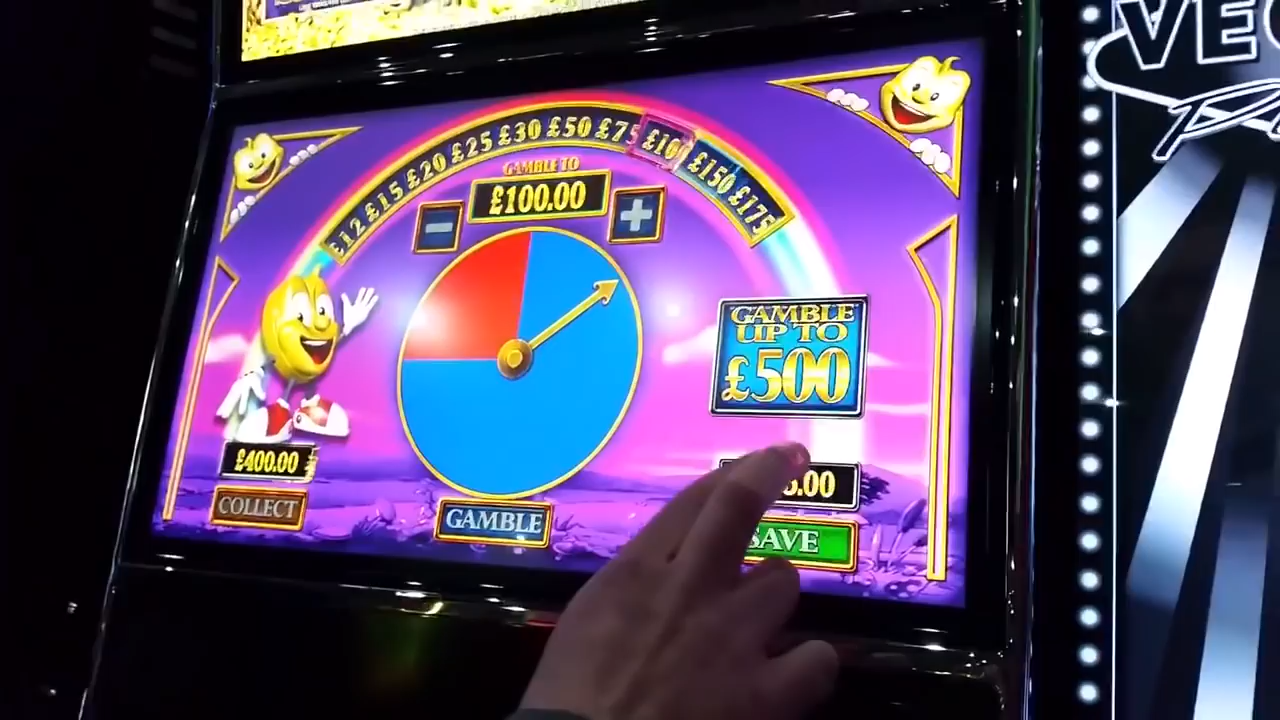 £12 £15 £20 £25 £30 £50 £75 £150 £175
GAMBLE TO
£100.00
−
+
GAMBLE
UP TO
£500
£400.00
COLLECT
GAMBLE
SAVE